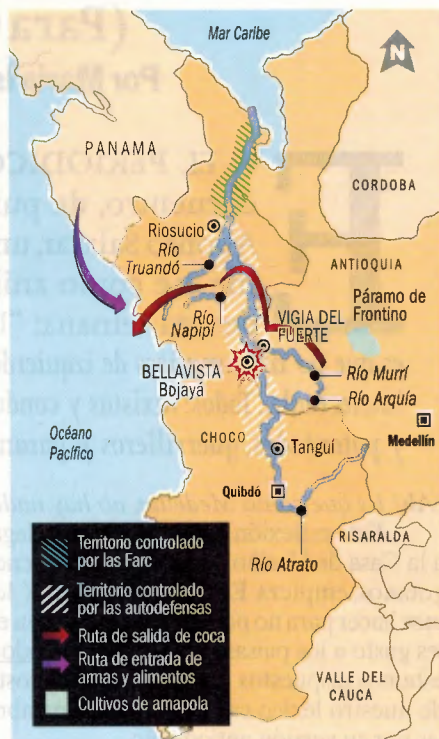 Mar Caribe
N
PANAMA
CORDOBA
Riosucio
Río
Truandó
ANTIOQUIA
Páramo de
Frontino
Río
Napipí
VIGIA DEL
FUERTE
BELLAVISTA
Bojayá
Río Murrí
Río Arquía
Océano
Pacífico
CHOCO
Tanguí
Medellín
Quibdó
RISARALDA
Río Atrato
VALLE DEL
CAUCA
Territorio controlado
por las Farc
Territorio controlado
por las autodefensas
Ruta de salida de coca
Ruta de entrada de
armas y alimentos
Cultivos de amapola